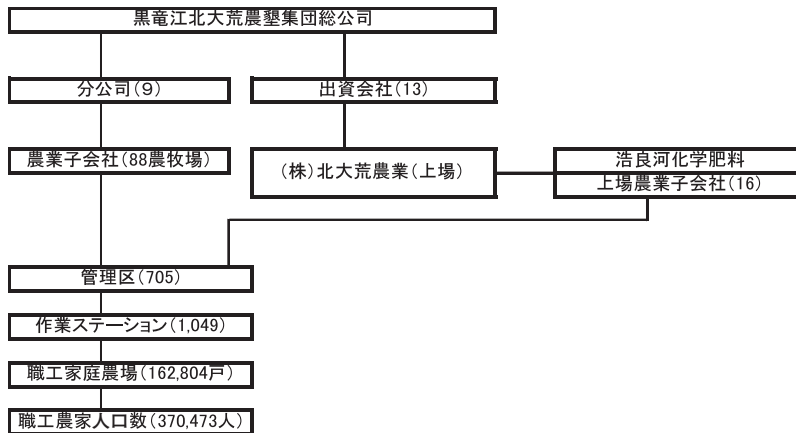 黒竜江北大荒農墾集団総公司
分公司（9）
出資会社（13）
農業子会社（88農牧場）
（株）北大荒農業（上場）
浩良河化学肥料
上場農業子会社（16）
管理区（705）
作業ステーション（1,049）
職工家庭農場（162,804戸）
職工農家人口数（370,473人）